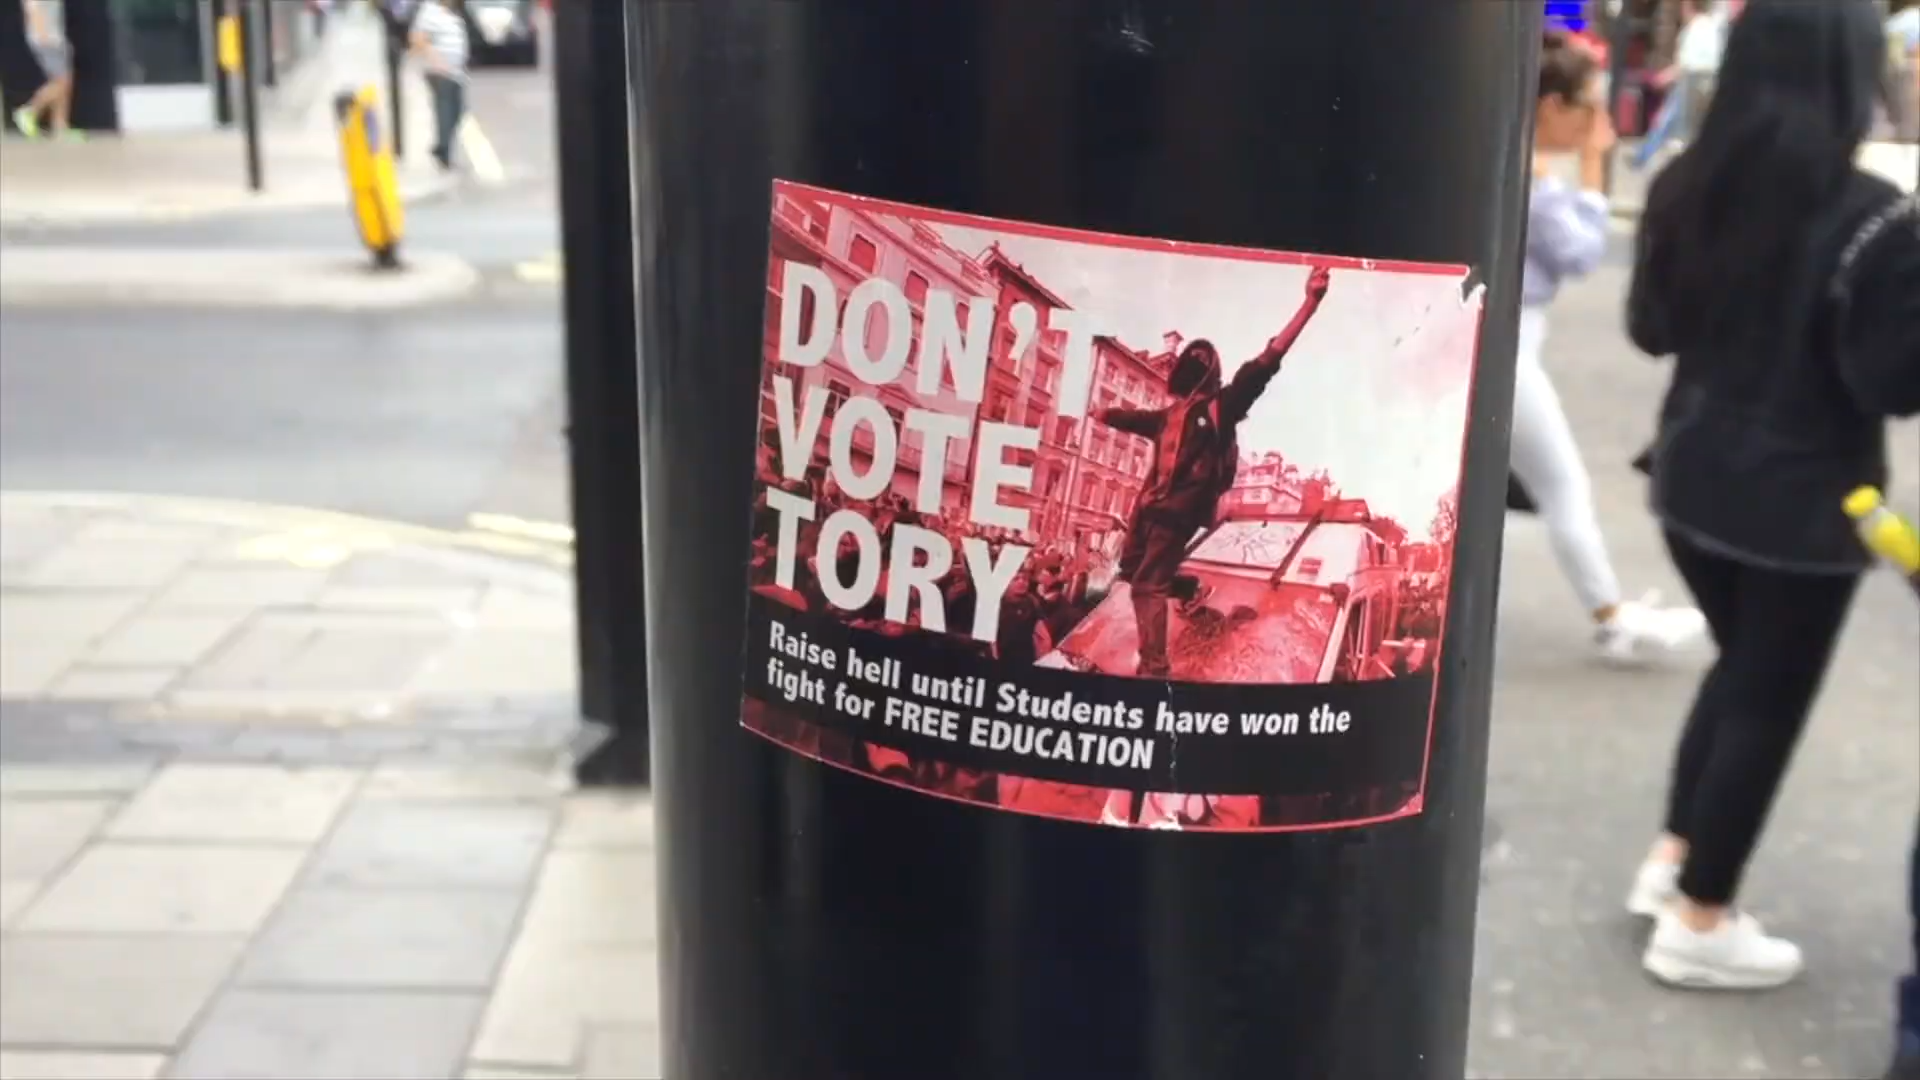 DON'T
VOTE
TORY
Raise hell until Students have won the
fight for FREE EDUCATION